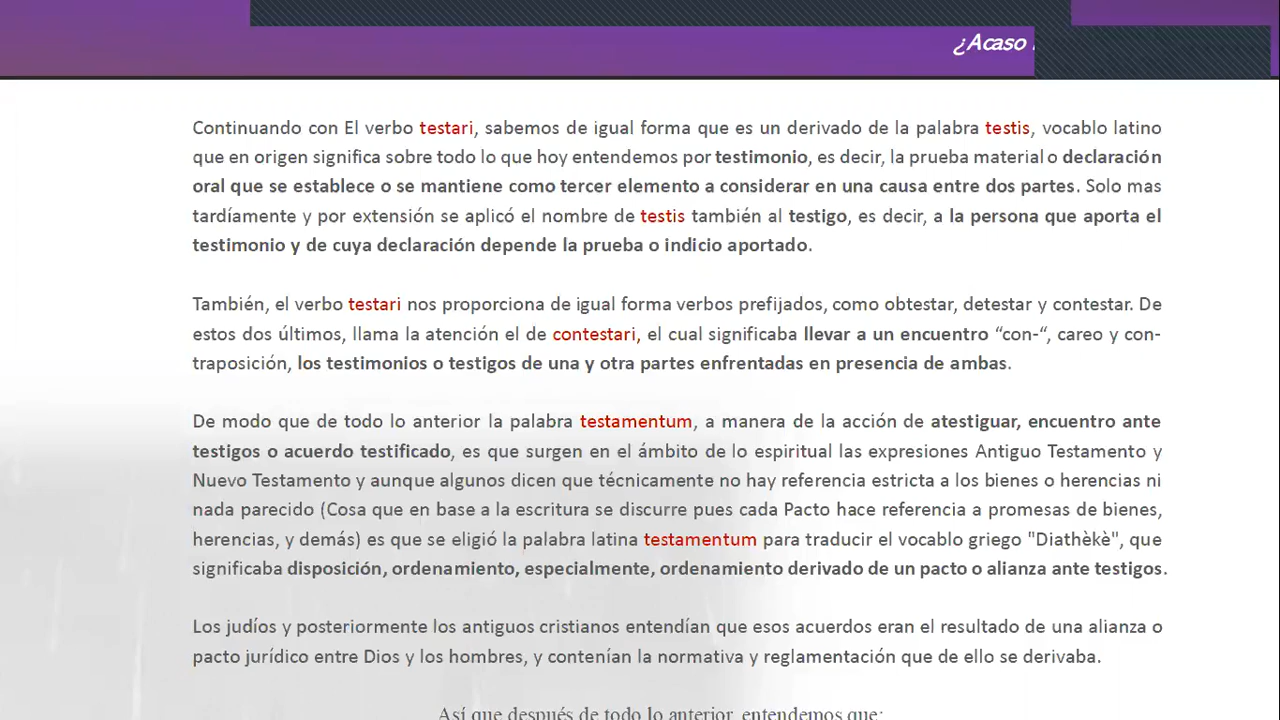 ¿Acaso
Continuando con El verbo testari, sabemos de igual forma que es un derivado de la palabra testis, vocablo latino
que en origen significa sobre todo lo que hoy entendemos por testimonio, es decir, la prueba material o declaración
oral que se establece o se mantiene como tercer elemento a considerar en una causa entre dos partes. Solo mas
tardíamente y por extensión se aplicó el nombre de testis también al testigo, es decir, a la persona que aporta el
testimonio y de cuya declaración depende la prueba o indicio aportado.
También, el verbo testari nos proporciona de igual forma verbos prefijados, como obtestar, detestar y contestar. De
estos dos últimos, llama la atención el de contestari, el cual significaba llevar a un encuentro “con-“, careo y con-
traposición, los testimonios o testigos de una y otra partes enfrentadas en presencia de ambas.
De modo que de todo lo anterior la palabra testamentum, a manera de la acción de atestiguar, encuentro ante
testigos o acuerdo testificado, es que surgen en el ámbito de lo espiritual las expresiones Antiguo Testamento y
Nuevo Testamento y aunque algunos dicen que técnicamente no hay referencia estricta a los bienes o herencias ni
nada parecido (Cosa que en base a la escritura se discurre pues cada Pacto hace referencia a promesas de bienes,
herencias, y demás) es que se eligió la palabra latina testamentum para traducir el vocablo griego "Diathèkè", que
significaba disposición, ordenamiento, especialmente, ordenamiento derivado de un pacto o alianza ante testigos.
Los judíos y posteriormente los antiguos cristianos entendían que esos acuerdos eran el resultado de una alianza o
pacto jurídico entre Dios y los hombres, y contenían la normativa y reglamentación que de ello se derivaba.
Así que después de todo lo anterior, entendemos que: